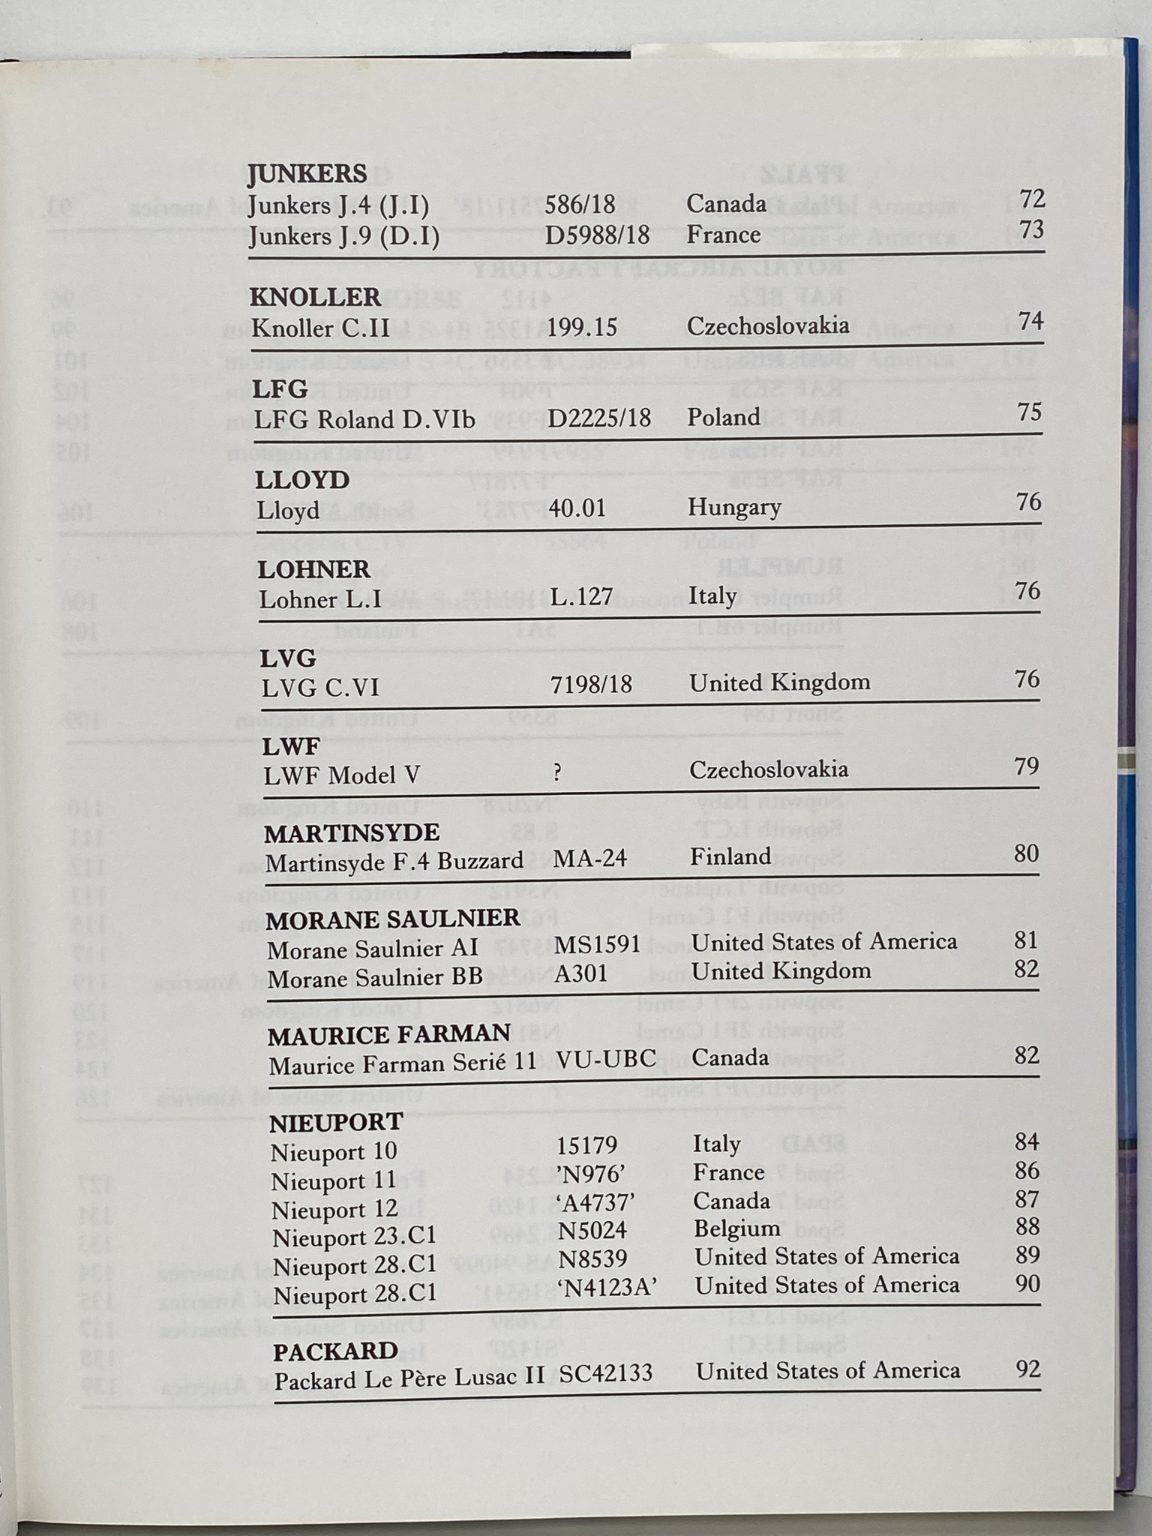 JUNKERS
Junkers J.4 (J.I) 586/18 Canada 72
Junkers J.9 (D.I) D5988/18 France 73
KNOLLER
Knoller C.II 199.15 Czechoslovakia 74
LFG
LFG Roland D.VIb D2225/18 Poland 75
LLOYD
Lloyd 40.01 Hungary 76
LOHNER
Lohner L.I L.127 Italy 76
LVG
LVG C.VI 7198/18 United Kingdom 76
LWF
LWF Model V ? Czechoslovakia 79
MARTINSYDE
Martinsyde F.4 Buzzard MA-24 Finland 80
MORANE SAULNIER
Morane Saulnier AI MS1591 United States of America 81
Morane Saulnier BB A301 United Kingdom 82
MAURICE FARMAN
Maurice Farman Serié 11 VU-UBC Canada 82
NIEUPORT
Nieuport 10 15179 Italy 84
Nieuport 11 ’N976’ France 86
Nieuport 12 ‘A4737’ Canada 87
Nieuport 23.C1 N5024 Belgium 88
Nieuport 28.C1 N8539 United States of America 89
Nieuport 28.C1 ‘N4123A’ United States of America 90
PACKARD
Packard Le Père Lusac II SC42133 United States of America 92